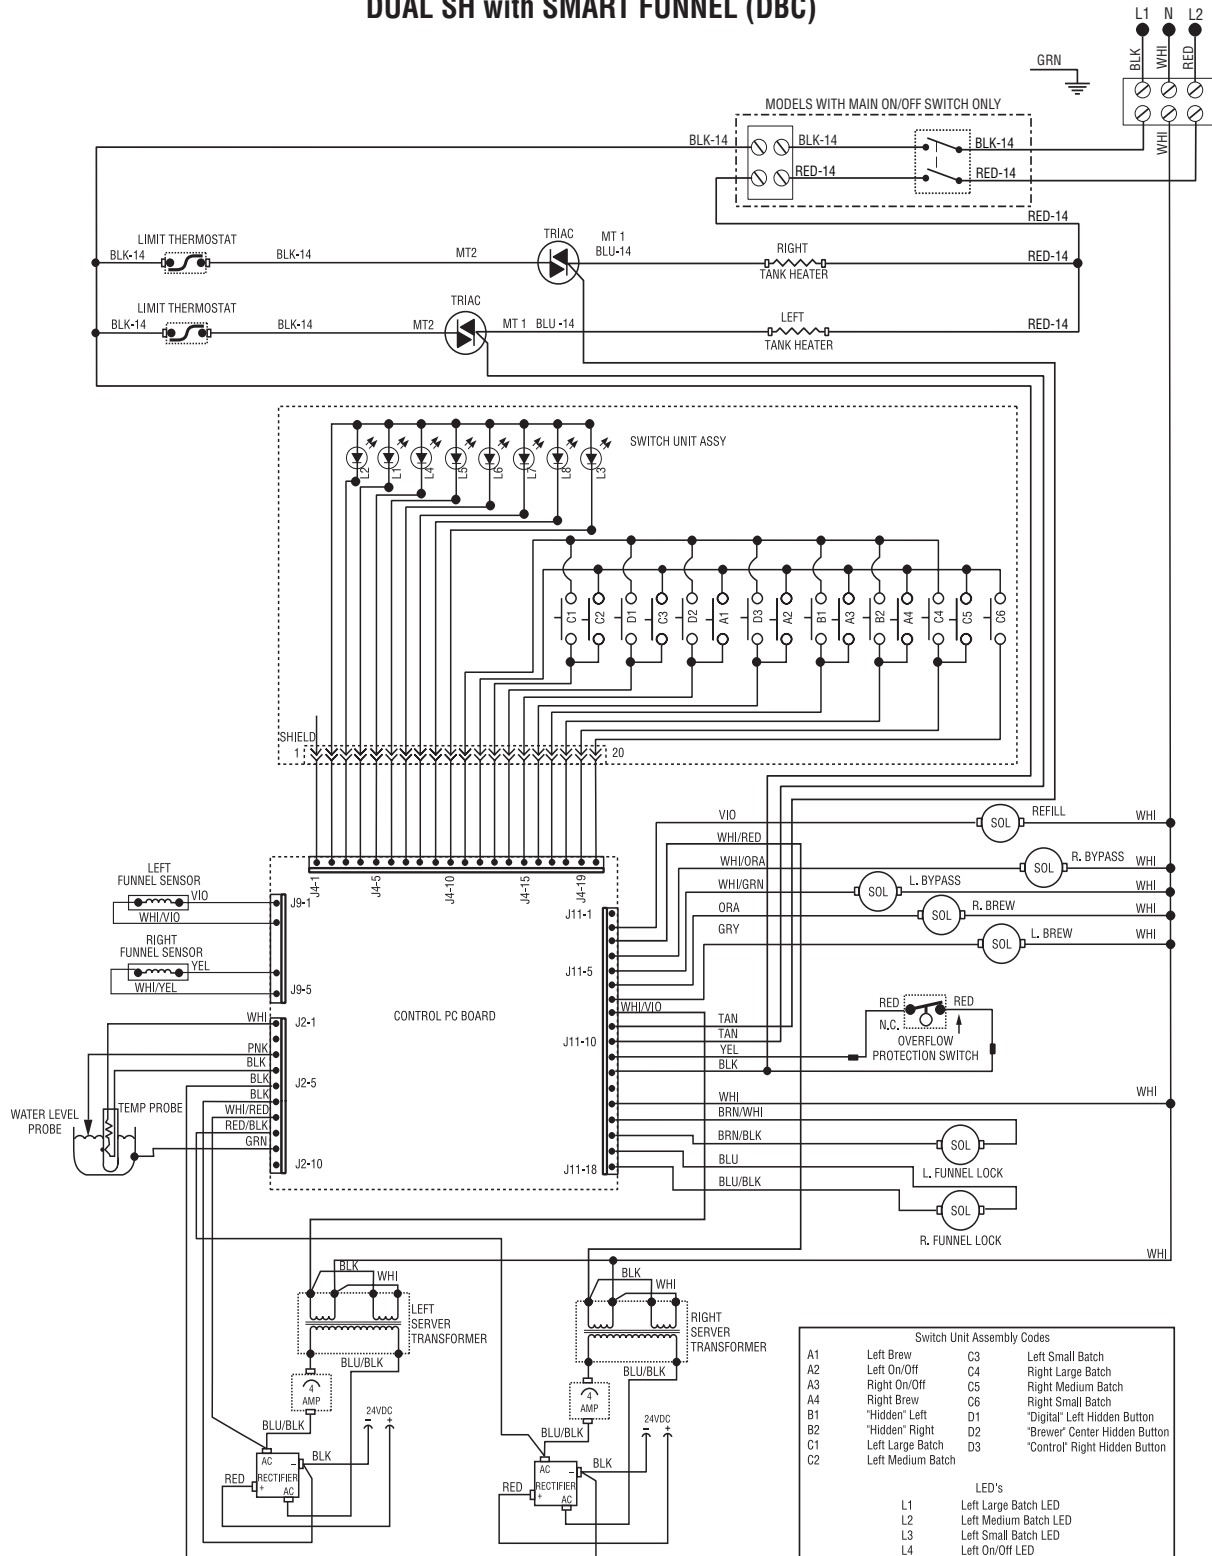 DUAL SH with SMART FUNNEL (DBC)
L1 N L2
BLK WHI RED
GRN
MODELS WITH MAIN ON/OFF SWITCH ONLY
BLK-14 BLK-14 BLK-14
WHI
RED-14 RED-14
RED-14
LIMIT THERMOSTAT
BLK-14 BLK-14 MT2
TRIAC
MT 1
BLU-14
RIGHT
TANK HEATER
RED-14
LIMIT THERMOSTAT
BLK-14 BLK-14 MT2
TRIAC
MT 1 BLU -14
LEFT
TANK HEATER
RED-14
SWITCH UNIT ASSY
L2 L1 L4 L5 L6 L7 L8 L3
C1 C2 D1 C3 D2 A1 D3 A2 B1 A3 B2 A4 C4 C5 C6
SHIELD
1 20
J4-1 J4-5 J4-10 J4-15 J4-19
VIO
SOL
REFILL
WHI
WHI/RED
WHI/ORA
SOL
R. BYPASS
WHI
WHI/GRN
SOL
L. BYPASS
WHI
ORA
SOL
R. BREW
WHI
GRY
SOL
L. BREW
WHI
LEFT
FUNNEL SENSOR
VIO
WHI/VIO
RIGHT
FUNNEL SENSOR
YEL
WHI/YEL
J9-1
J9-5
J11-1
J11-5
J11-10
J11-18
CONTROL PC BOARD
WHI/VIO
TAN
TAN
YEL
BLK
RED RED
N.C.
OVERFLOW
PROTECTION SWITCH
WHI
WHI
BRN/WHI
BRN/BLK
SOL
L. FUNNEL LOCK
BLU
BLU/BLK
SOL
R. FUNNEL LOCK
WHI
WHI
PNK
BLK
BLK
BLK
WHI/RED
RED/BLK
GRN
J2-1
J2-5
J2-10
WATER LEVEL
PROBE
TEMP PROBE
BLK
WHI
LEFT
SERVER
TRANSFORMER
BLU/BLK
4
AMP
BLU/BLK
24VDC
- +
AC
-
BLK
RECTIFIER
RED
+
AC
BLK
WHI
RIGHT
SERVER
TRANSFORMER
BLU/BLK
4
AMP
BLU/BLK
24VDC
- +
AC
-
BLK
RECTIFIER
RED
+
AC
Switch Unit Assembly Codes
A1 Left Brew
A2 Left On/Off
A3 Right On/Off
A4 Right Brew
B1 "Hidden" Left
B2 "Hidden" Right
C1 Left Large Batch
C2 Left Medium Batch
C3 Left Small Batch
C4 Right Large Batch
C5 Right Medium Batch
C6 Right Small Batch
D1 "Digital" Left Hidden Button
D2 "Brewer" Center Hidden Button
D3 "Control" Right Hidden Button
LED's
L1 Left Large Batch LED
L2 Left Medium Batch LED
L3 Left Small Batch LED
L4 Left On/Off LED